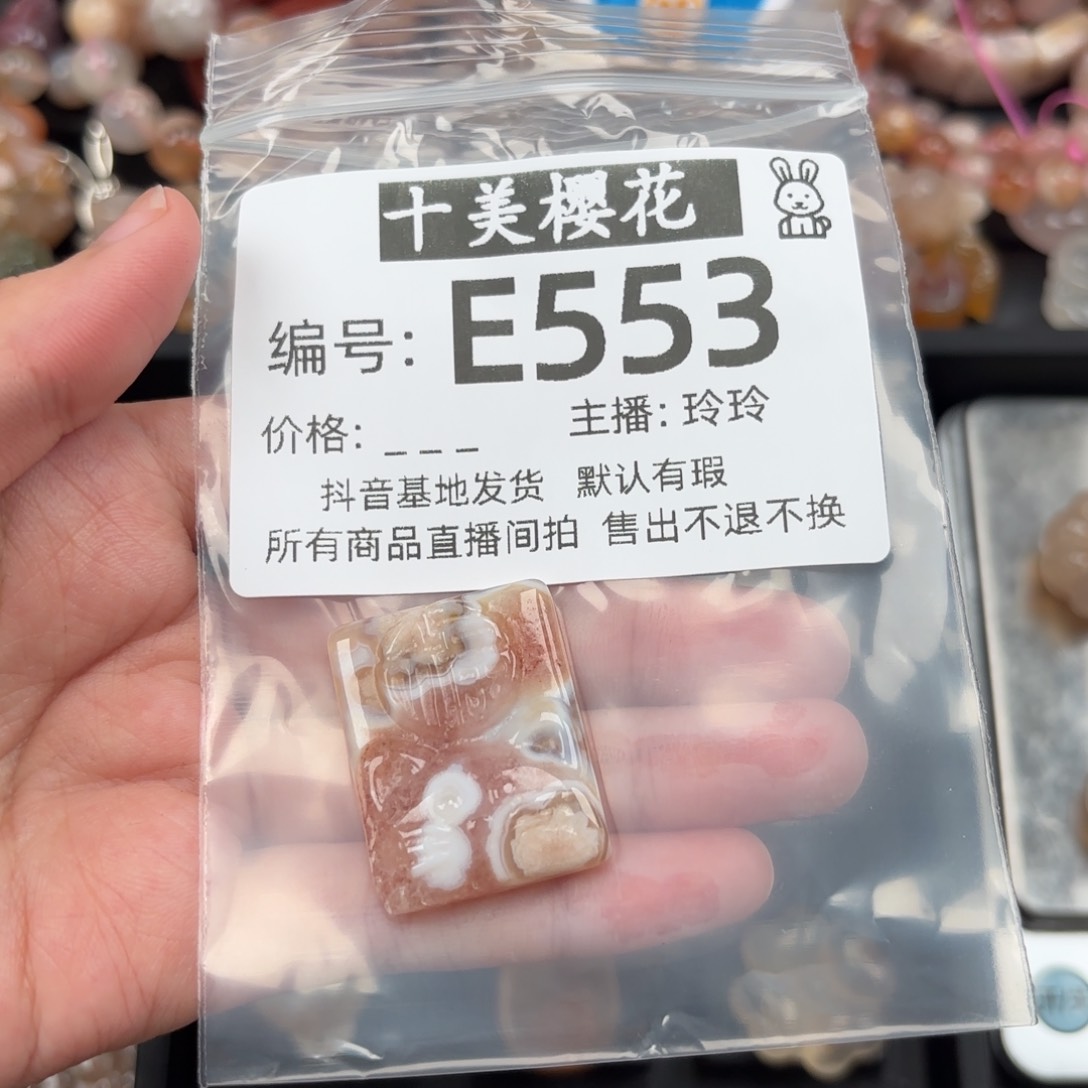 十美樱花
编号：E553
价格：_ _ _ 主播：玲玲
抖音基地发货 默认有瑕
所有商品直播间拍 售出不退不换